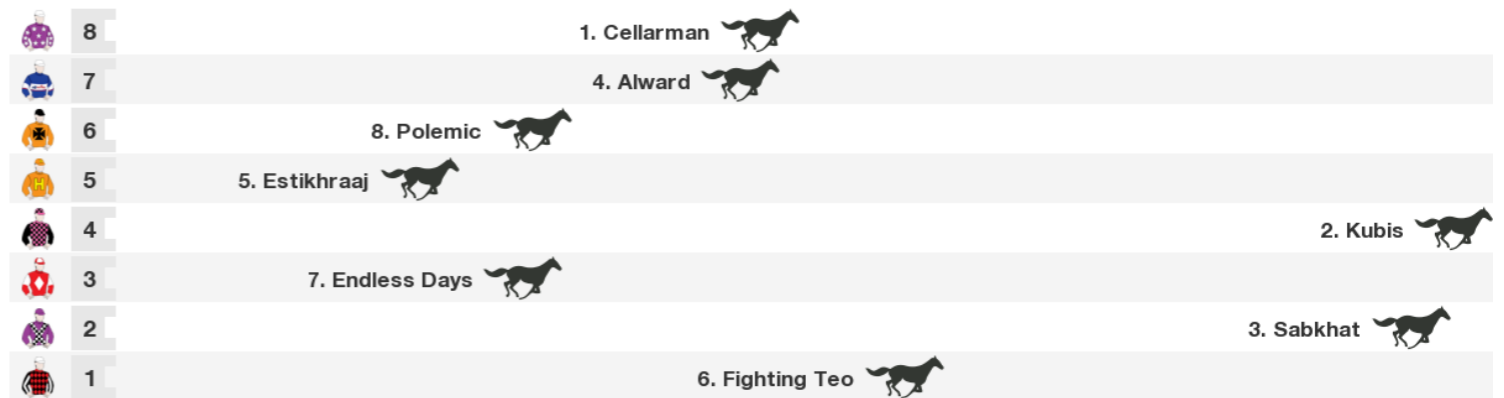 8 1. Cellarman
7 4. Alward
6 8. Polemic
5 H 5. Estikhraaj
4 2. Kubis
3 7. Endless Days
2 3. Sabkhat
1 6. Fighting Teo